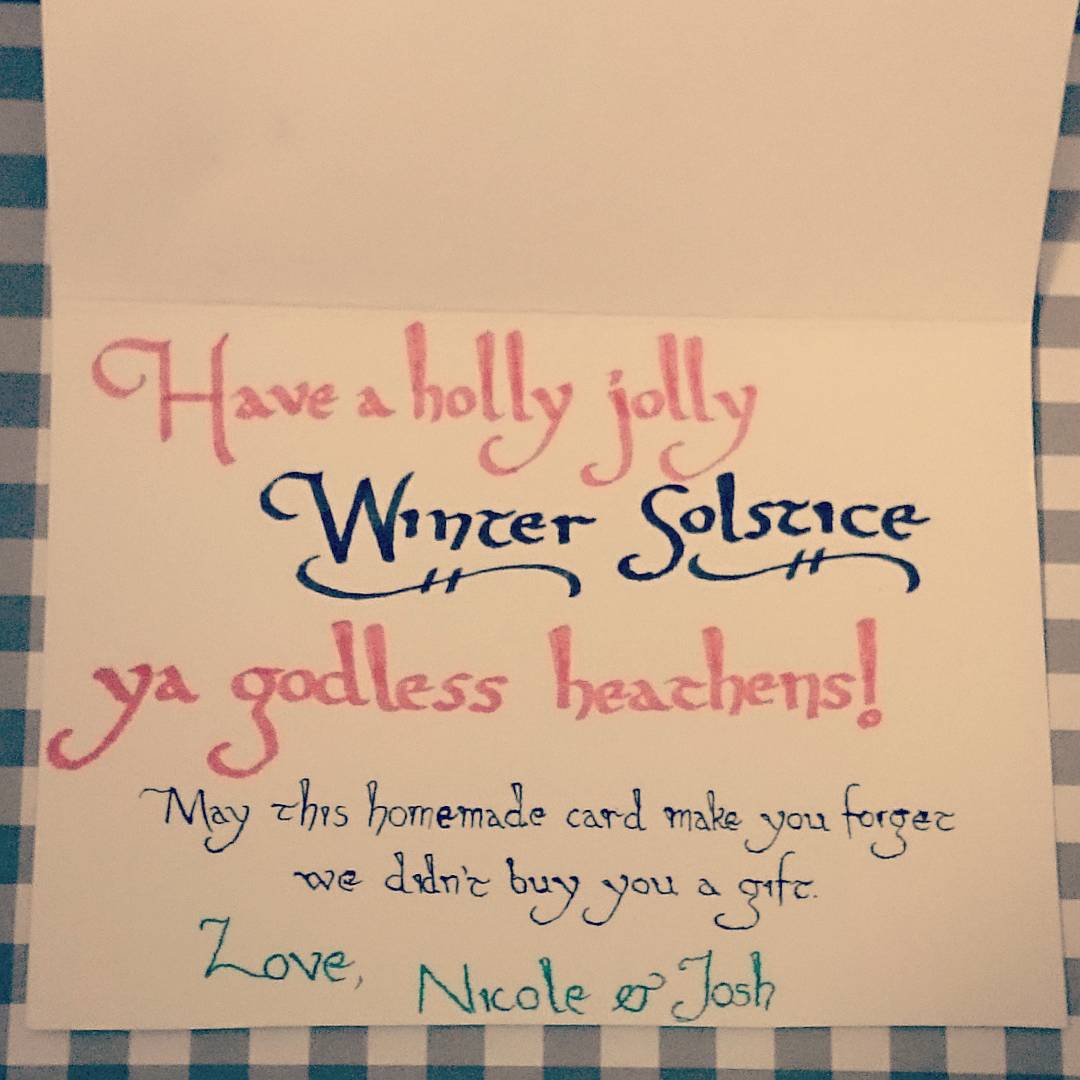 Have a holly jolly
Winter Solstice
ya godless heathens!
May this homemade card make you forget
we didn't buy you a gift.
Love, Nicole & Josh